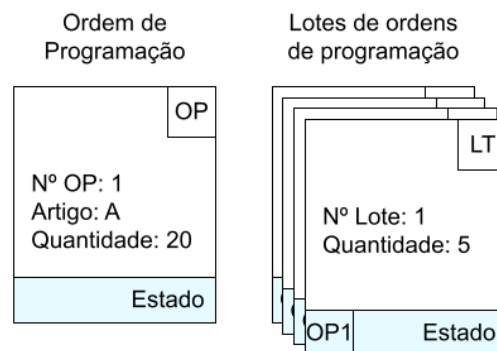 Ordem de
Programação
OP
Nº OP: 1
Artigo: A
Quantidade: 20
Estado
Lotes de ordens
de programação
LT
Nº Lote: 1
Quantidade: 5
OP1
Estado